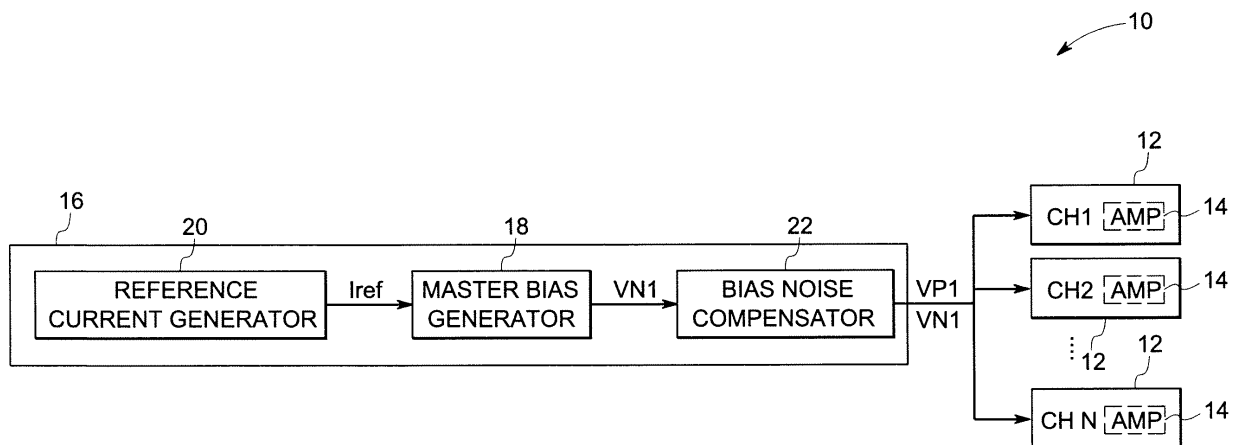 10
12
16
CH1 AMP 14
20
18
22
REFERENCE
CURRENT GENERATOR
Iref
MASTER BIAS
GENERATOR
VN1
BIAS NOISE
COMPENSATOR
VP1
VN1
CH2 AMP 14
12
12
CH N AMP 14